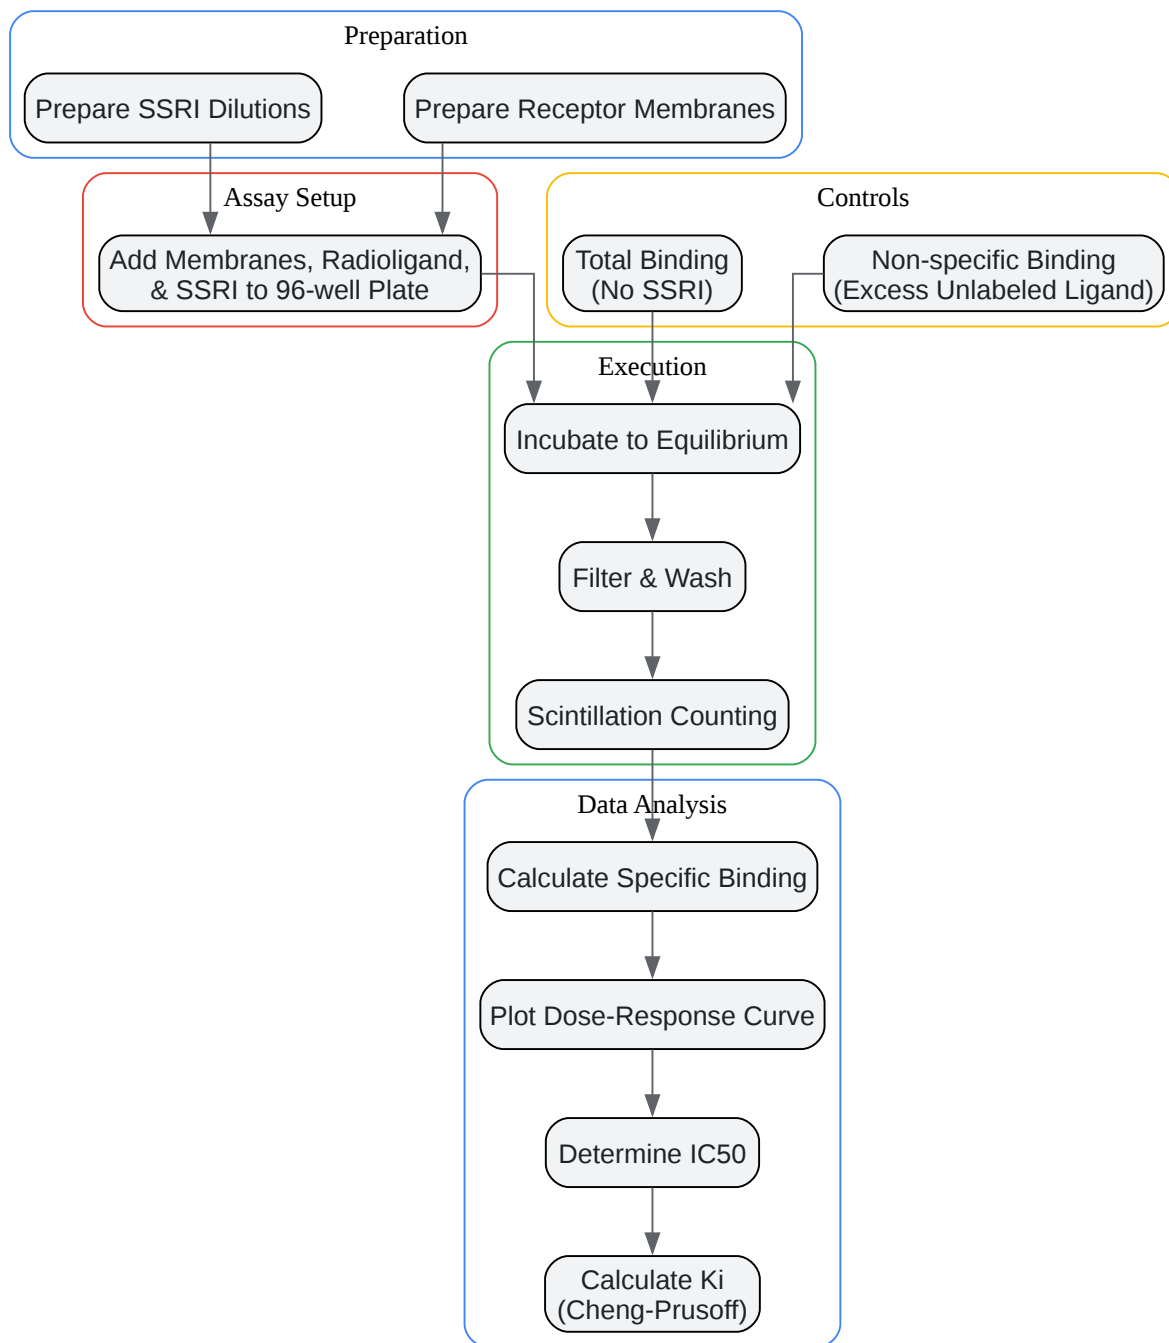 Preparation
Prepare SSRI Dilutions
Prepare Receptor Membranes
Assay Setup
Add Membranes, Radioligand,
& SSRI to 96-well Plate
Controls
Total Binding
(No SSRI)
Non-specific Binding
(Excess Unlabeled Ligand)
Execution
Incubate to Equilibrium
Filter & Wash
Scintillation Counting
Data Analysis
Calculate Specific Binding
Plot Dose-Response Curve
Determine IC50
Calculate Ki
(Cheng-Prusoff)